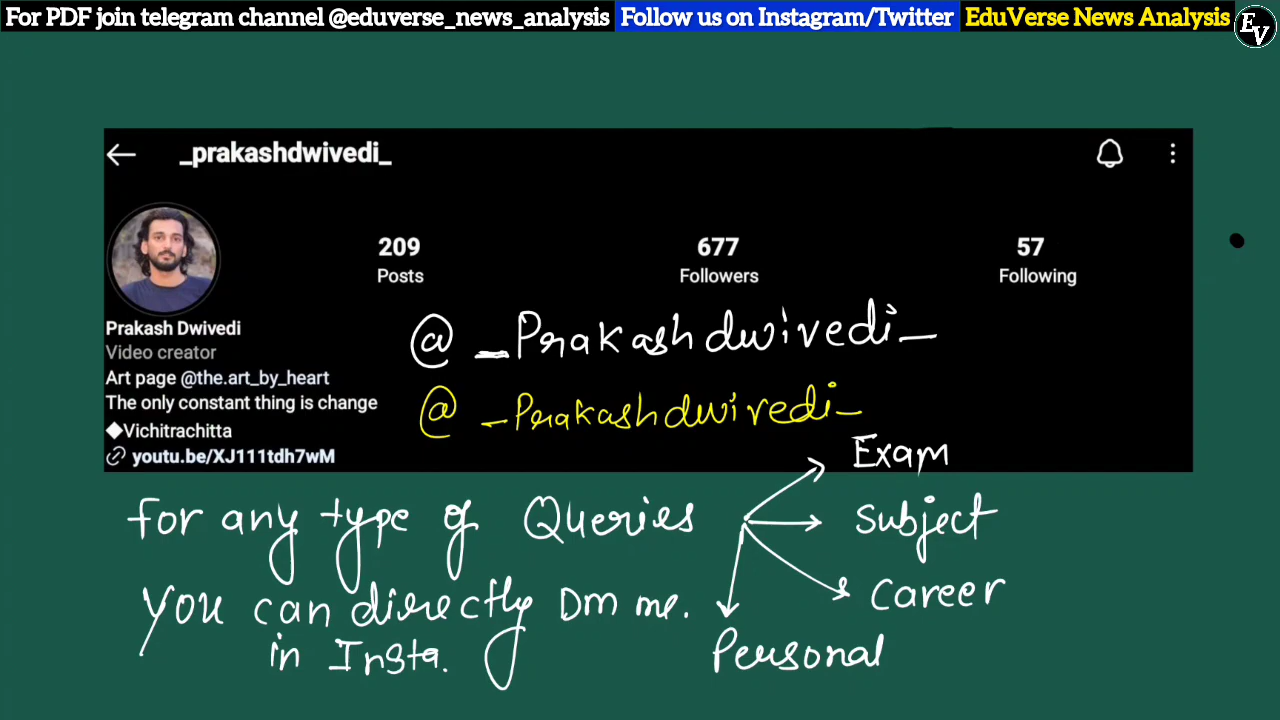 For PDF join telegram channel @eduverse_news_analysis Follow us on Instagram/Twitter EduVerse News Analysis EV
_prakashdwivedi_
209 677 57
Posts Followers Following
Prakash Dwivedi
Video creator
Art page @the.art_by_heart
The only constant thing is change
◆Vichitrachitta
youtu.be/XJ111tdh7wM
@ _Prakashdwivedi_
@ _Prakashdwivedi_
for any type of Queries
Exam
Subject
Career
Personal
You can directly Dm me.
in Insta.